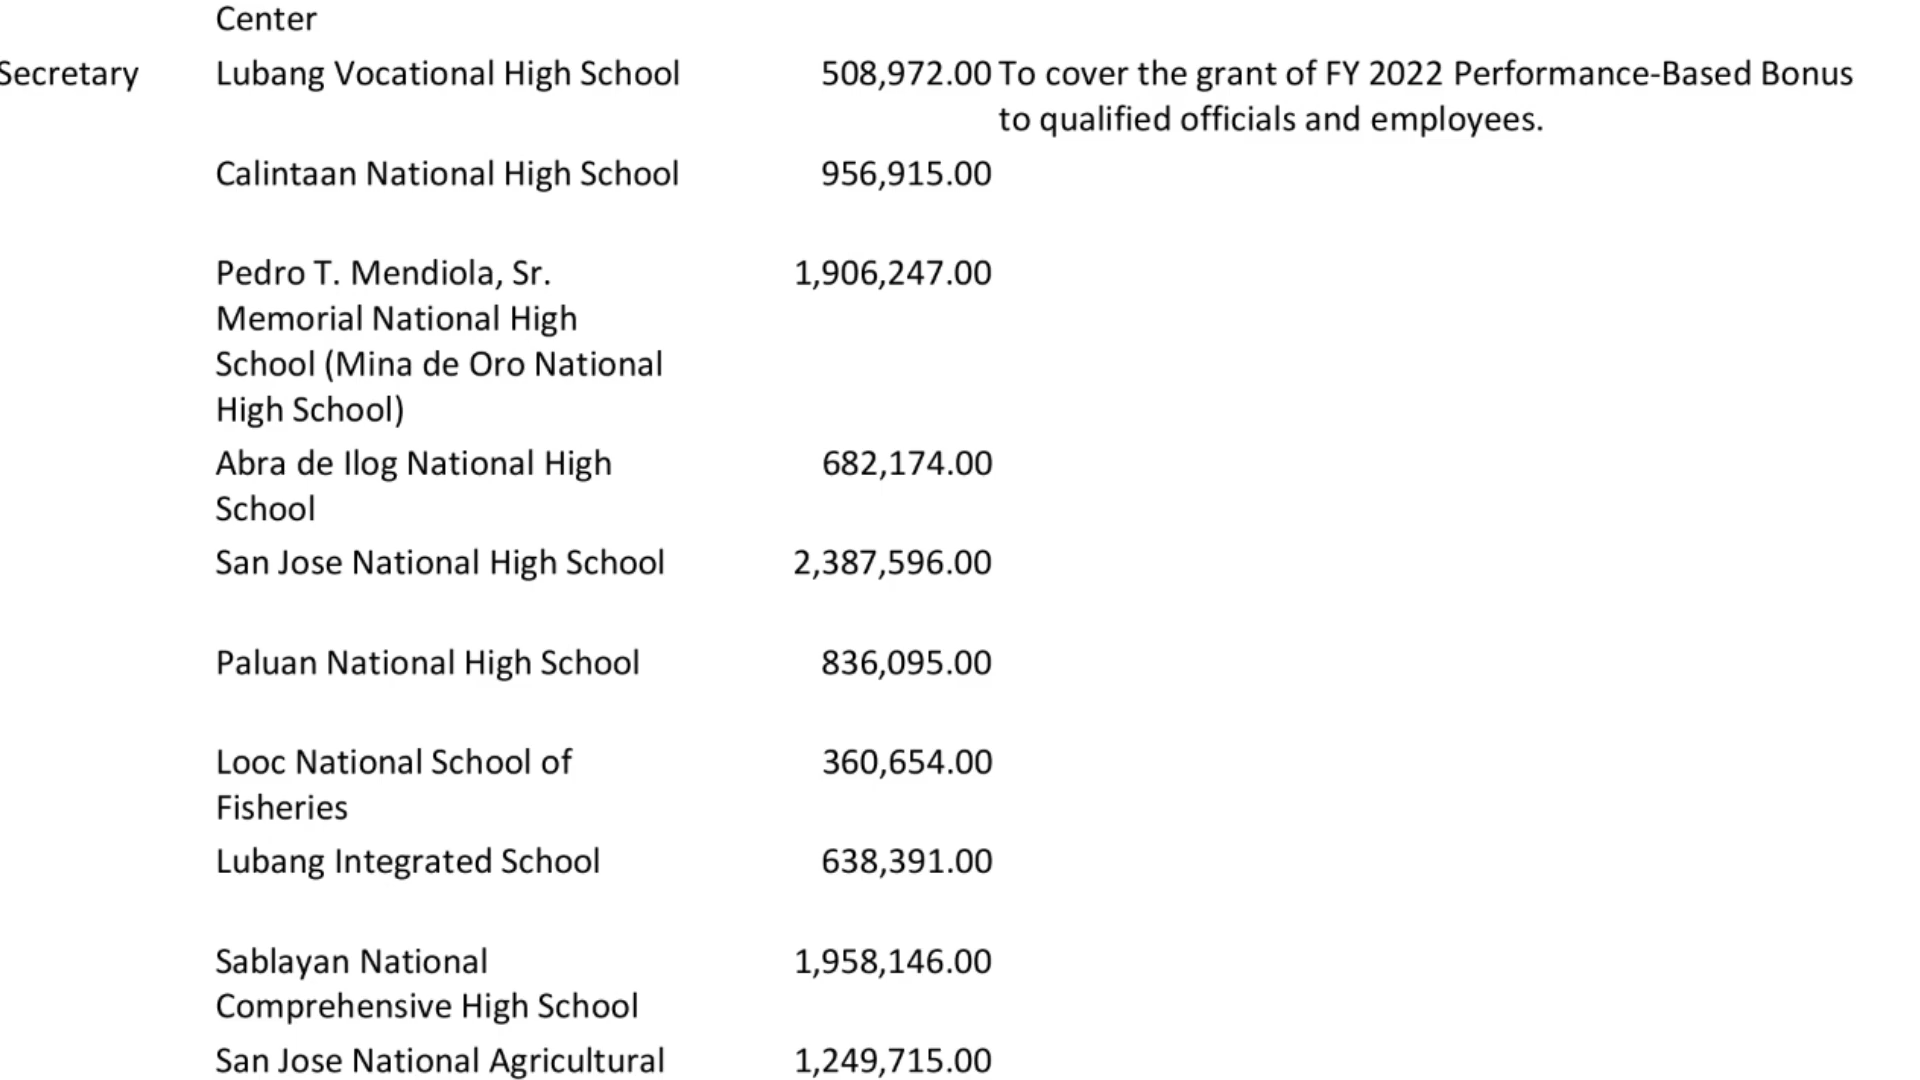 Center
Secretary Lubang Vocational High School 508,972.00 To cover the grant of FY 2022 Performance-Based Bonus
to qualified officials and employees.
Calintaan National High School 956,915.00
Pedro T. Mendiola, Sr. 1,906,247.00
Memorial National High
School (Mina de Oro National
High School)
Abra de Ilog National High 682,174.00
School
San Jose National High School 2,387,596.00
Paluan National High School 836,095.00
Looc National School of 360,654.00
Fisheries
Lubang Integrated School 638,391.00
Sablayan National 1,958,146.00
Comprehensive High School
San Jose National Agricultural 1,249,715.00